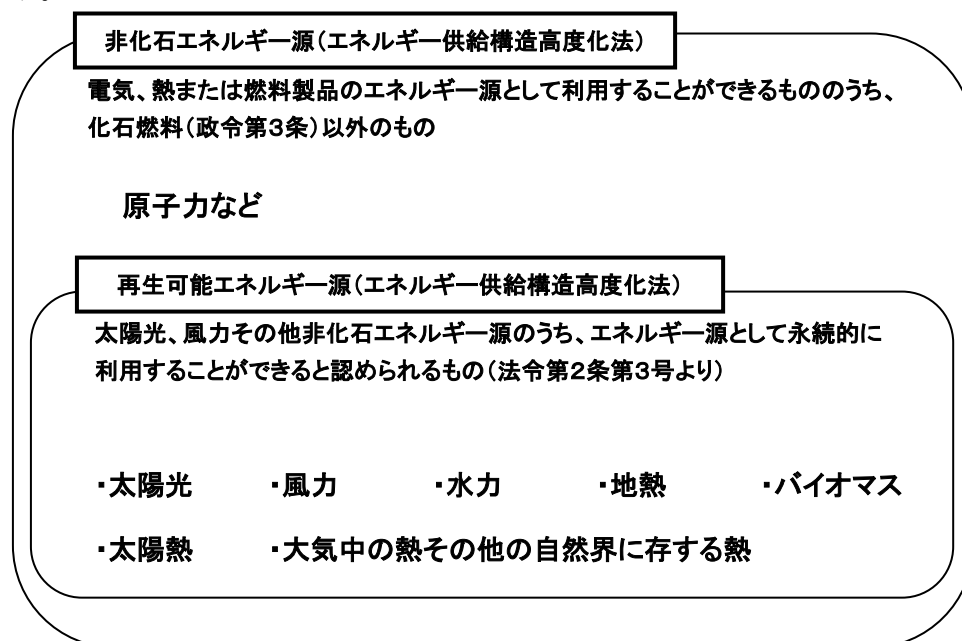 非化石エネルギー源(エネルギー供給構造高度化法)
電気、熱または燃料製品のエネルギー源として利用することができるもののうち、
化石燃料(政令第3条)以外のもの
原子力など
再生可能エネルギー源(エネルギー供給構造高度化法)
太陽光、風力その他非化石エネルギー源のうち、エネルギー源として永続的に
利用することができると認められるもの(法令第2条第3号より)
・太陽光 ・風力 ・水力 ・地熱 ・バイオマス
・太陽熱 ・大気中の熱その他の自然界に存する熱